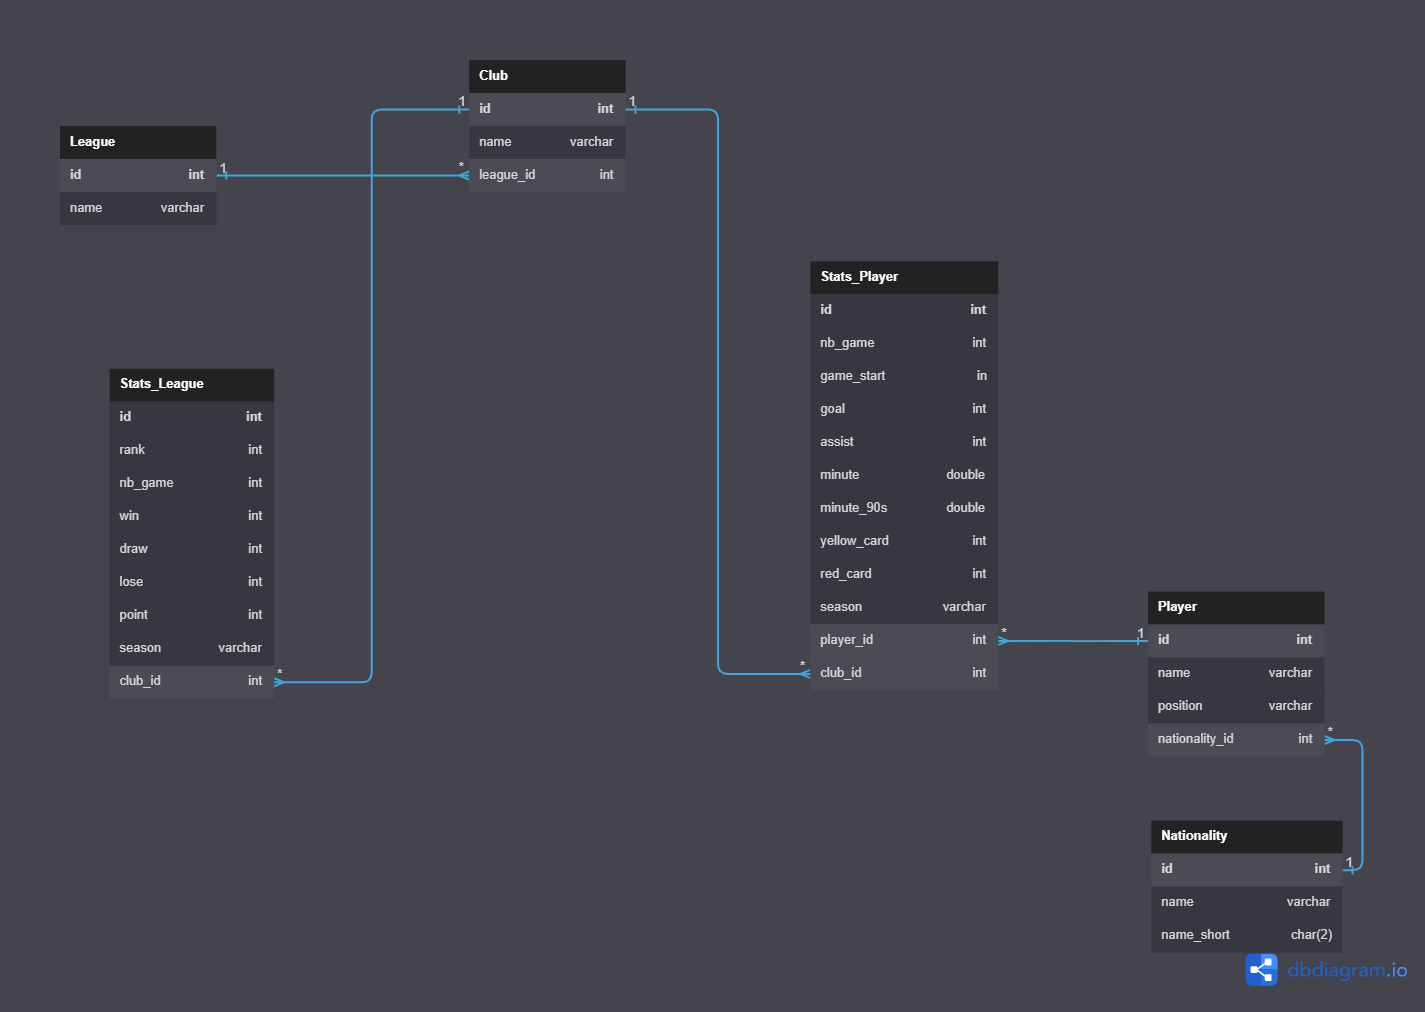 Club
1 id int 1
name varchar
* league_id int
League
id int 1
name varchar
Stats_Player
id int
nb_game int
game_start in
goal int
assist int
minute double
minute_90s double
yellow_card int
red_card int
season varchar
player_id int *
* club_id int
Stats_League
id int
rank int
nb_game int
win int
draw int
lose int
point int
season varchar
club_id int *
Player
1 id int
name varchar
position varchar
nationality_id int *
Nationality
id int 1
name varchar
name_short char(2)
dbdiagram.io